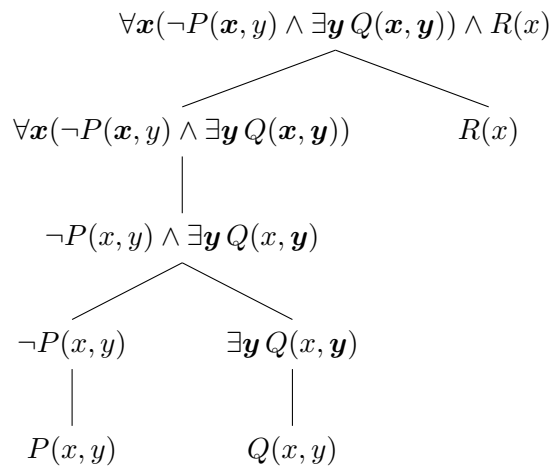 ∀𝒙(¬P(𝒙, y) ∧ ∃𝒚 Q(𝒙, 𝒚)) ∧ R(x)
∀𝒙(¬P(𝒙, y) ∧ ∃𝒚 Q(𝒙, 𝒚)) R(x)
¬P(x, y) ∧ ∃𝒚 Q(x, 𝒚)
¬P(x, y) ∃𝒚 Q(x, 𝒚)
P(x, y) Q(x, y)